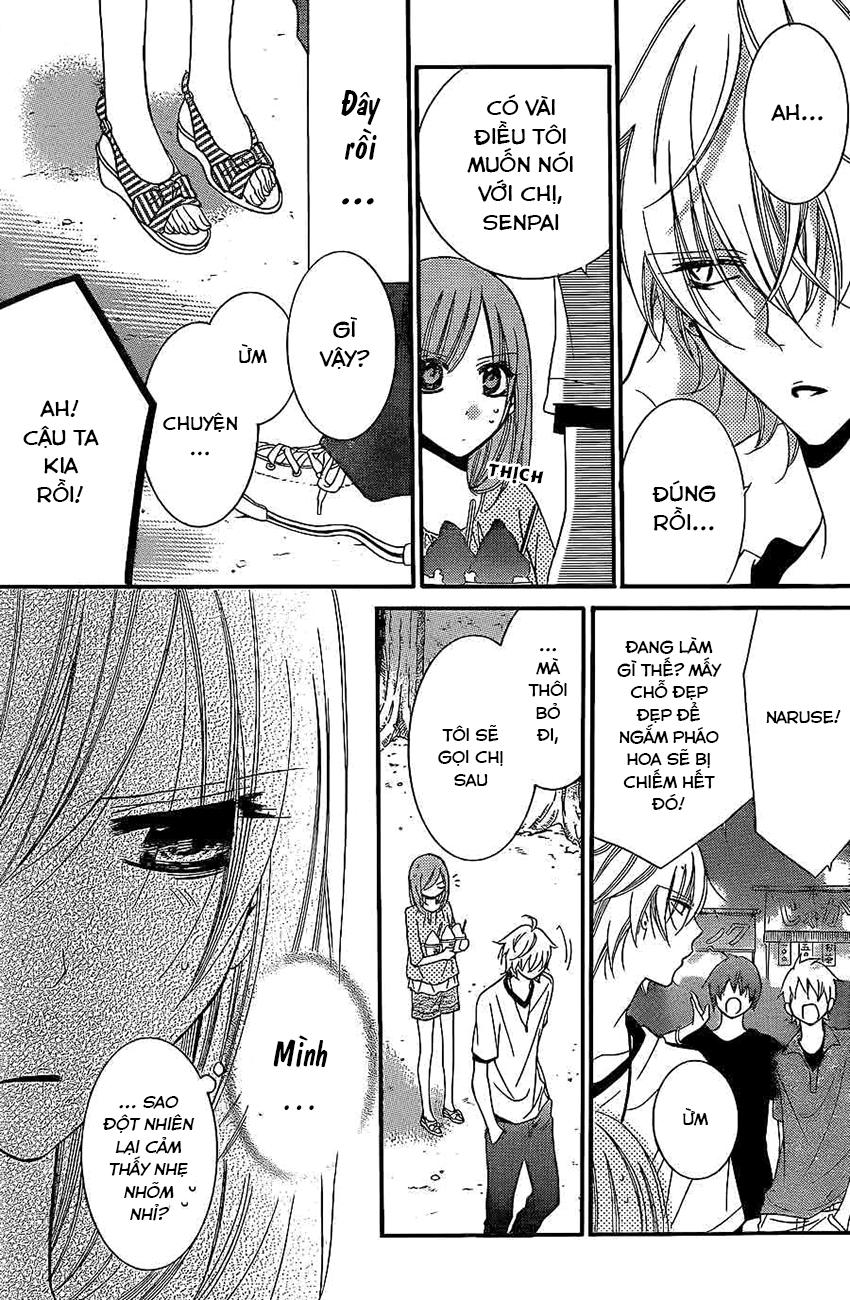 AH...
ĐÚNG
RỒI...
CÓ VÀI
ĐIỀU TÔI
MUỐN NÓI
VỚI CHỊ,
SENPAI
THỊCH
Đây
rồi
...
GÌ
VẬY?
ỪM
CHUYỆN
...
AH!
CẬU TA
KIA
RỒI!
NARUSE!
ĐANG LÀM
GÌ THẾ? MẤY
CHỖ ĐẸP
ĐẸP ĐỂ
NGẮM PHÁO
HOA SẼ BỊ
CHIẾM HẾT
ĐÓ!
ỪM
...
MÀ
THÔI
BỎ
ĐI,
TÔI SẼ
GỌI CHỊ
SAU
Mình
...
... SAO
ĐỘT NHIÊN
LẠI CẢM
THẤY NHẸ
NHÕM
NHỈ?